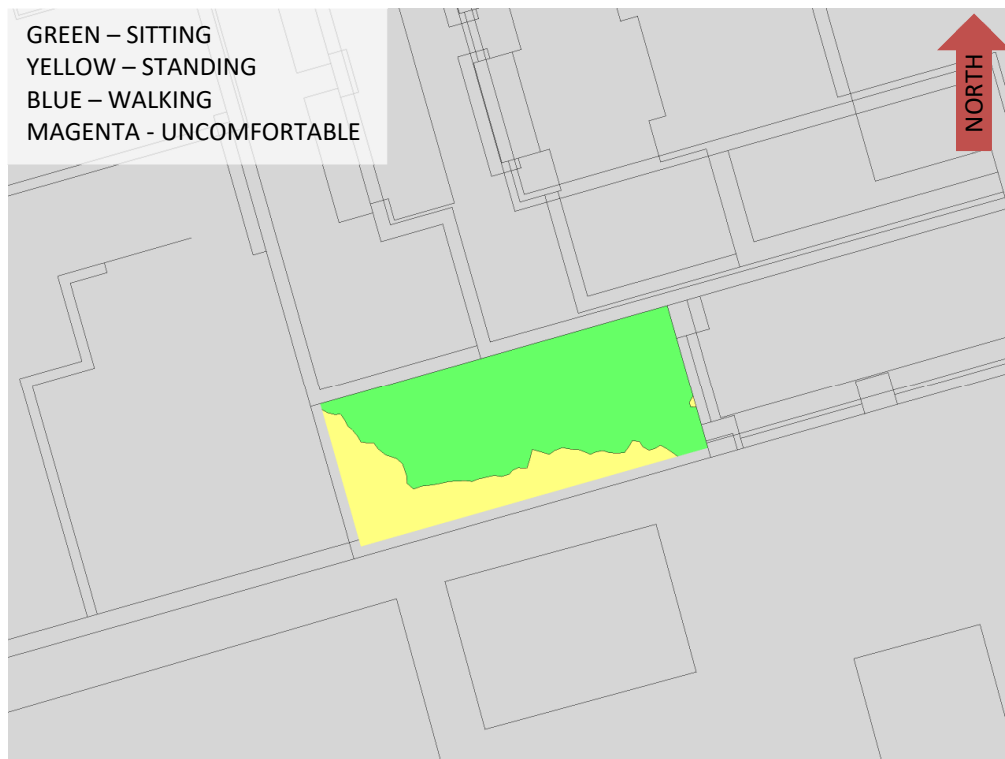 GREEN – SITTING
YELLOW – STANDING
BLUE – WALKING
MAGENTA - UNCOMFORTABLE
NORTH